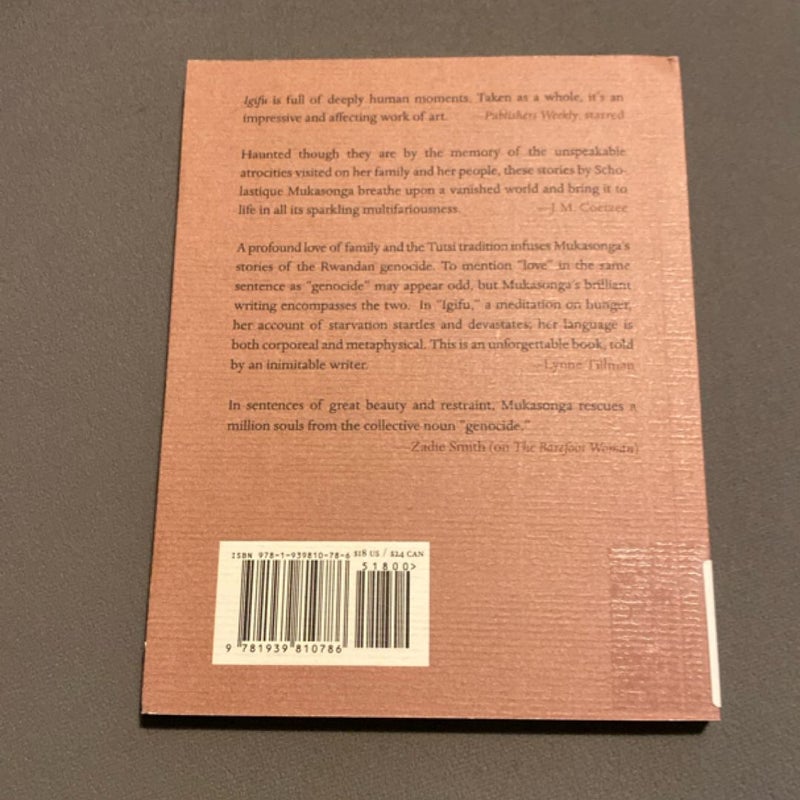 Igifu is full of deeply human moments. Taken as a whole, it's an
impressive and affecting work of art. —Publishers Weekly, starred
Haunted though they are by the memory of the unspeakable
atrocities visited on her family and her people, these stories by Scho-
lastique Mukasonga breathe upon a vanished world and bring it to
life in all its sparkling multifariousness. —J. M. Coetzee
A profound love of family and the Tutsi tradition infuses Mukasonga's
stories of the Rwandan genocide. To mention "love" in the same
sentence as "genocide" may appear odd, but Mukasonga's brilliant
writing encompasses the two. In "Igifu," a meditation on hunger,
her account of starvation startles and devastates; her language is
both corporeal and metaphysical. This is an unforgettable book, told
by an inimitable writer. —Lynne Tillman
In sentences of great beauty and restraint, Mukasonga rescues a
million souls from the collective noun "genocide."
—Zadie Smith (on The Barefoot Woman)
ISBN 978-1-939810-78-6 $18 US / $24 CAN
51800>
9 781939 810786